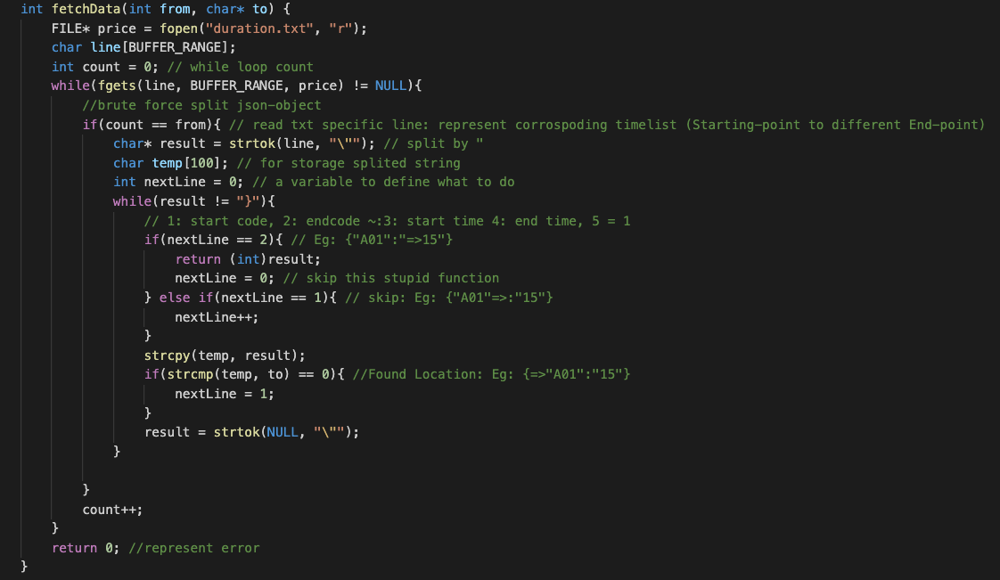 int fetchData(int from, char* to) {
    FILE* price = fopen("duration.txt", "r");
    char line[BUFFER_RANGE];
    int count = 0; // while loop count
    while(fgets(line, BUFFER_RANGE, price) != NULL){
        //brute force split json-object
        if(count == from){ // read txt specific line: represent corrospoding timelist (Starting-point to different End-point)
            char* result = strtok(line, "\""); // split by "
            char temp[100]; // for storage splited string
            int nextLine = 0; // a variable to define what to do
            while(result != "}"){
                // 1: start code, 2: endcode ~:3: start time 4: end time, 5 = 1
                if(nextLine == 2){ // Eg: {"A01":"=>15"}
                    return (int)result;
                    nextLine = 0; // skip this stupid function
                } else if(nextLine == 1){ // skip: Eg: {"A01"=>:"15"}
                    nextLine++;
                }
                strcpy(temp, result);
                if(strcmp(temp, to) == 0){ //Found Location: Eg: {=>"A01":"15"}
                    nextLine = 1;
                }
                result = strtok(NULL, "\"");
            }

        }
        count++;
    }
    return 0; //represent error
}